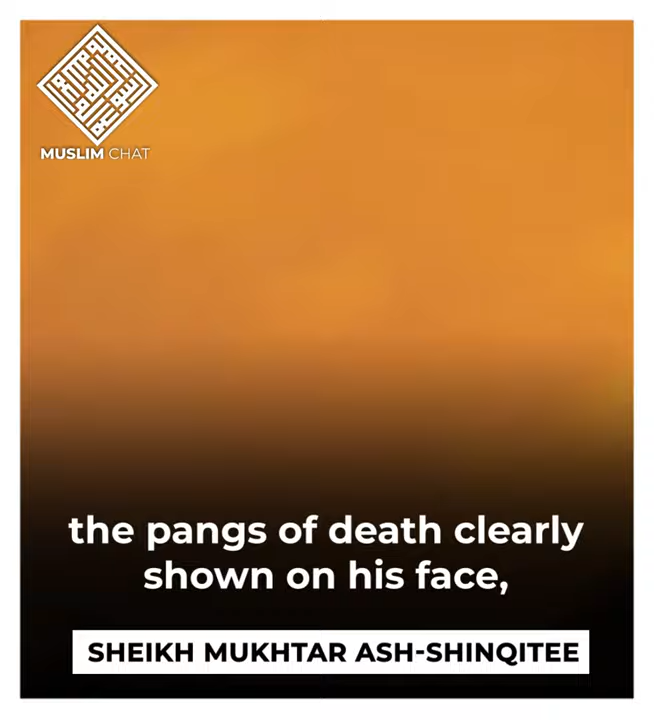 MUSLIM CHAT
the pangs of death clearly
shown on his face,
SHEIKH MUKHTAR ASH-SHINQITEE